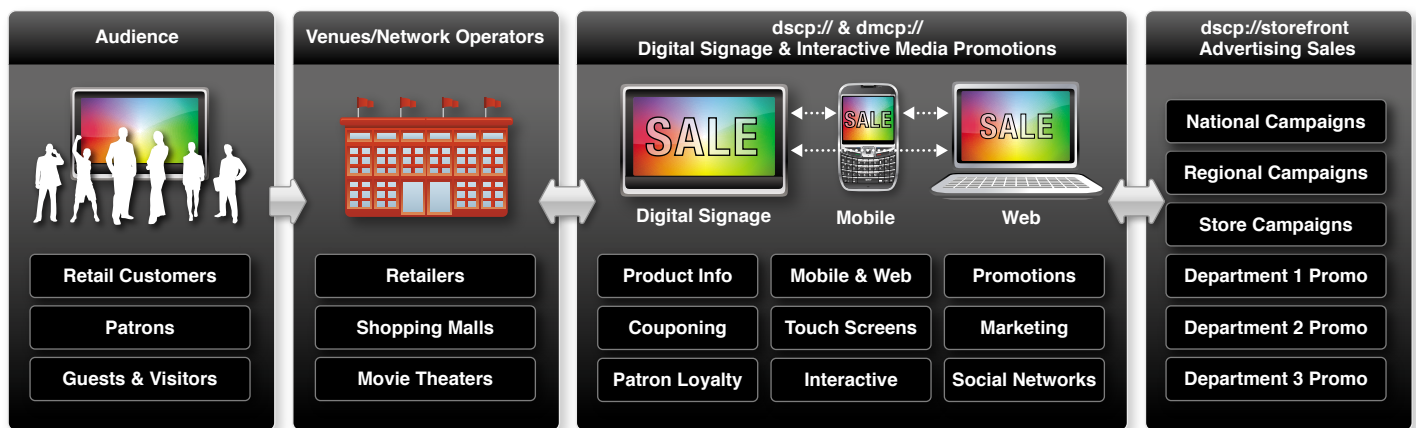 Audience
Retail Customers
Patrons
Guests & Visitors
Venues/Network Operators
Retailers
Shopping Malls
Movie Theaters
dscp:// & dmcp://
Digital Signage & Interactive Media Promotions
SALE
SALE
SALE
Digital Signage
Mobile
Web
Product Info
Mobile & Web
Promotions
Couponing
Touch Screens
Marketing
Patron Loyalty
Interactive
Social Networks
dscp://storefront
Advertising Sales
National Campaigns
Regional Campaigns
Store Campaigns
Department 1 Promo
Department 2 Promo
Department 3 Promo